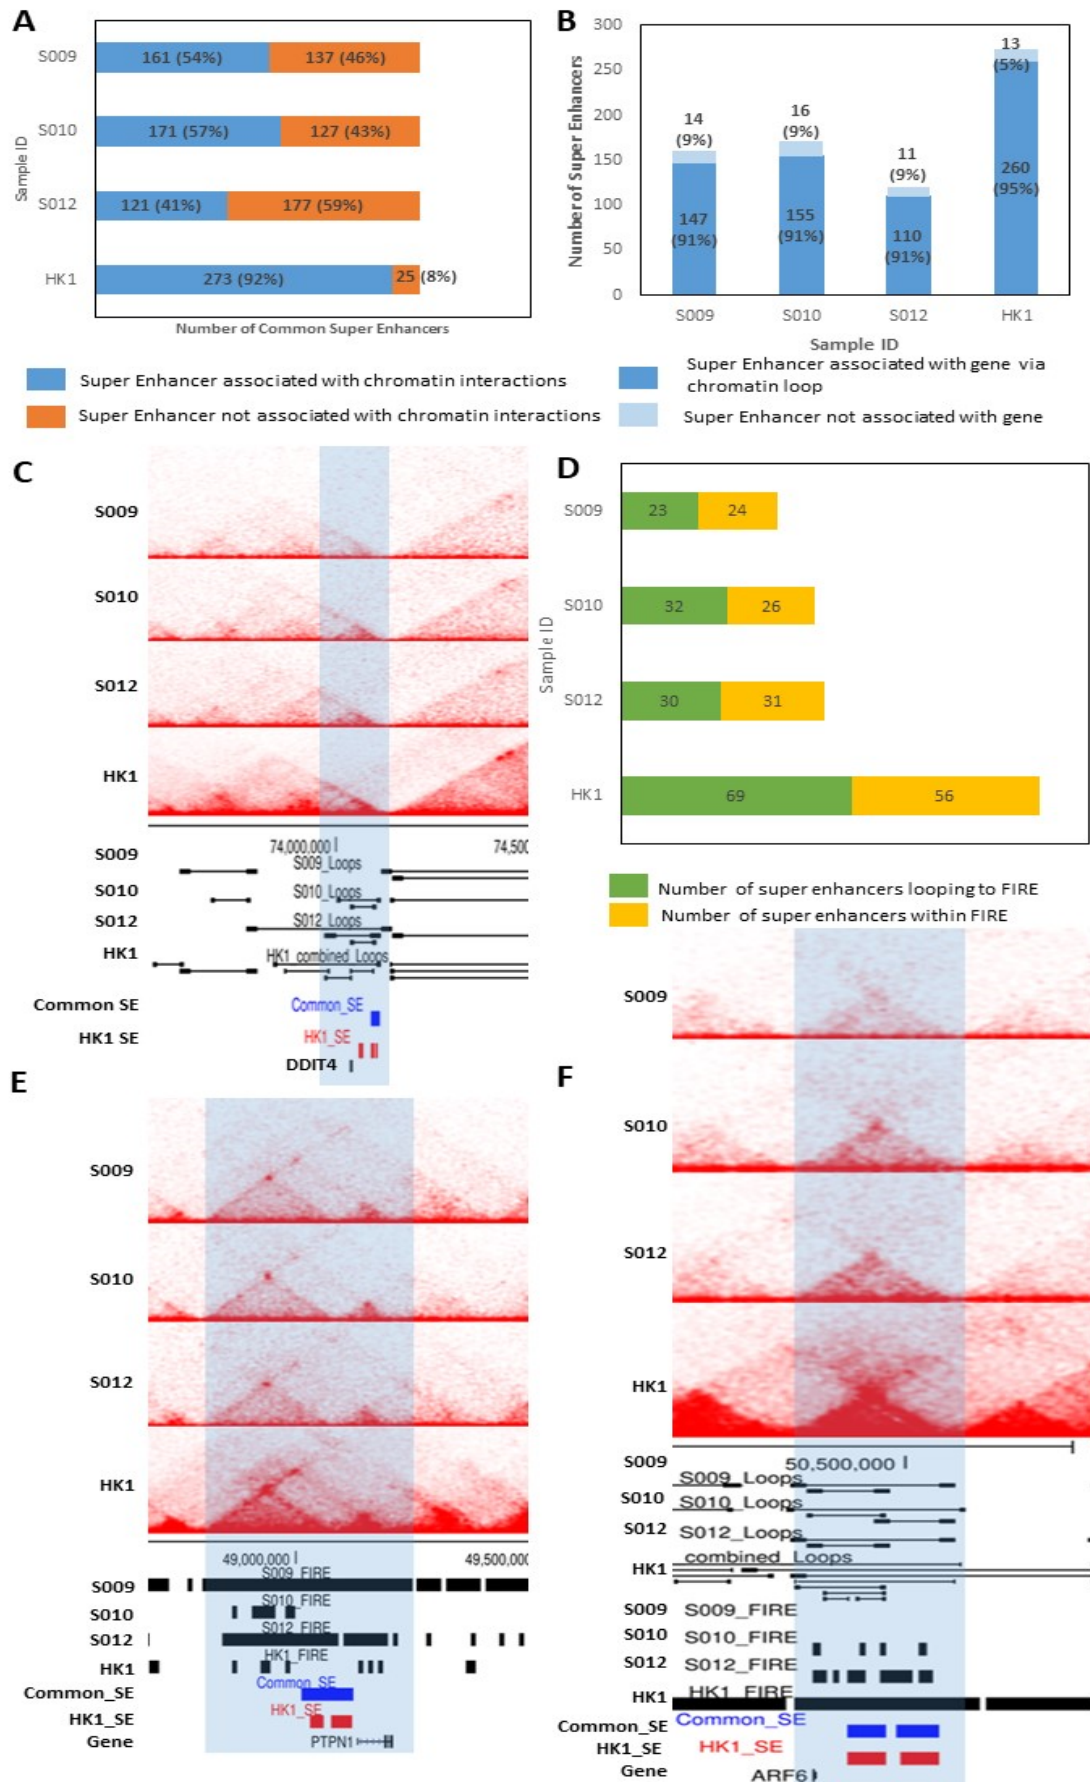 A
S009
161 (54%)
137 (46%)
S010
171 (57%)
127 (43%)
S012
121 (41%)
177 (59%)
HK1
273 (92%)
25 (8%)
Sample ID
Number of Common Super Enhancers
Super Enhancer associated with chromatin interactions
Super Enhancer not associated with chromatin interactions
B
300
250
200
150
100
50
0
Number of Super Enhancers
14
(9%)
147
(91%)
16
(9%)
155
(91%)
11
(9%)
110
(91%)
13
(5%)
260
(95%)
S009
S010
S012
HK1
Sample ID
Super Enhancer associated with gene via
chromatin loop
Super Enhancer not associated with gene
C
S009
S010
S012
HK1
74,000,000
74,500
S009
S009_Loops
S010
S010_Loops
S012
S012_Loops
HK1
HK1_combined_Loops
Common SE
Common_SE
HK1 SE
HK1_SE
DDIT4
D
S009
23
24
S010
32
26
S012
30
31
HK1
69
56
Sample ID
Number of super enhancers looping to FIRE
Number of super enhancers within FIRE
E
S009
S010
S012
HK1
49,000,000
49,500,000
S009
S009_FIRE
S010
S010_FIRE
S012
S012_FIRE
HK1
HK1_FIRE
Common_SE
Common_SE
HK1_SE
HK1_SE
Gene
PTPN1
F
S009
S010
S012
HK1
50,500,000
S009
S009_Loops
S010
S010_Loops
S012
S012_Loops
HK1
combined_Loops
S009
S009_FIRE
S010
S010_FIRE
S012
S012_FIRE
HK1
HK1_FIRE
Common_SE
Common_SE
HK1_SE
HK1_SE
Gene
ARF6